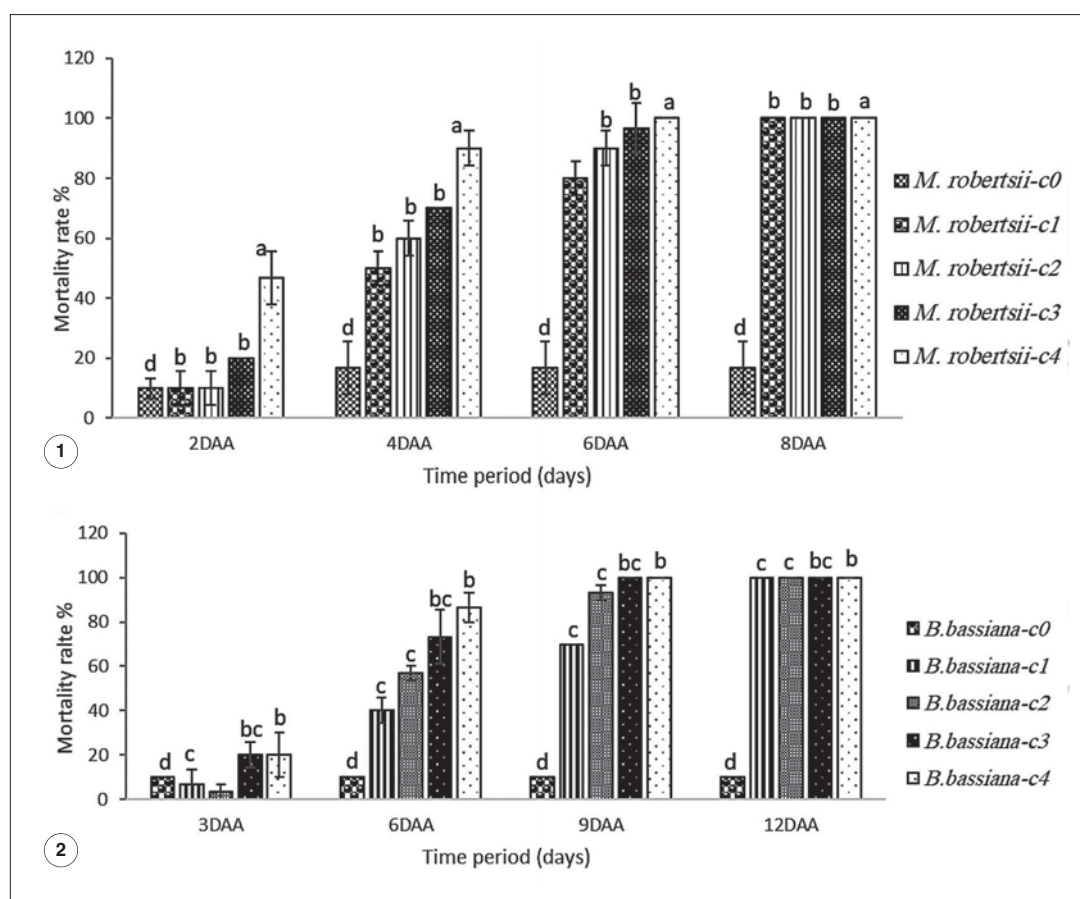 120
100
80
60
40
20
0
Mortality rate %
d b b b a
d b b b a
d b b a
d b b b a
2DAA 4DAA 6DAA 8DAA
Time period (days)
M. robertsii-c0
M. robertsii-c1
M. robertsii-c2
M. robertsii-c3
M. robertsii-c4
1
120
100
80
60
40
20
0
Mortality ralte %
d c bc b
d c c bc b
d c c bc b
d c c bc b
3DAA 6DAA 9DAA 12DAA
Time period (days)
B.bassiana-c0
B.bassiana-c1
B.bassiana-c2
B.bassiana-c3
B.bassiana-c4
2